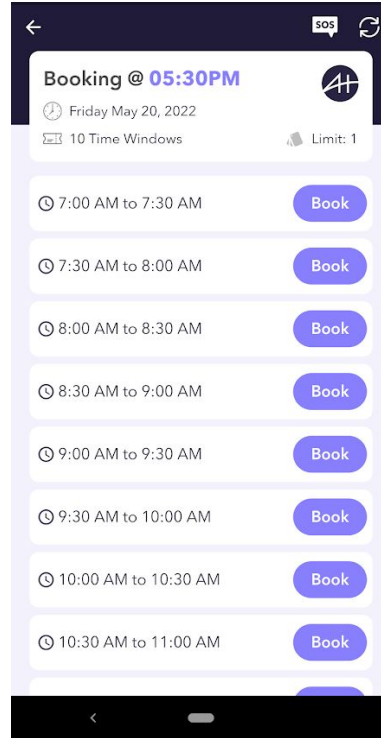 SOS
Booking @ 05:30PM
Friday May 20, 2022
10 Time Windows
Limit: 1
7:00 AM to 7:30 AM
Book
7:30 AM to 8:00 AM
Book
8:00 AM to 8:30 AM
Book
8:30 AM to 9:00 AM
Book
9:00 AM to 9:30 AM
Book
9:30 AM to 10:00 AM
Book
10:00 AM to 10:30 AM
Book
10:30 AM to 11:00 AM
Book